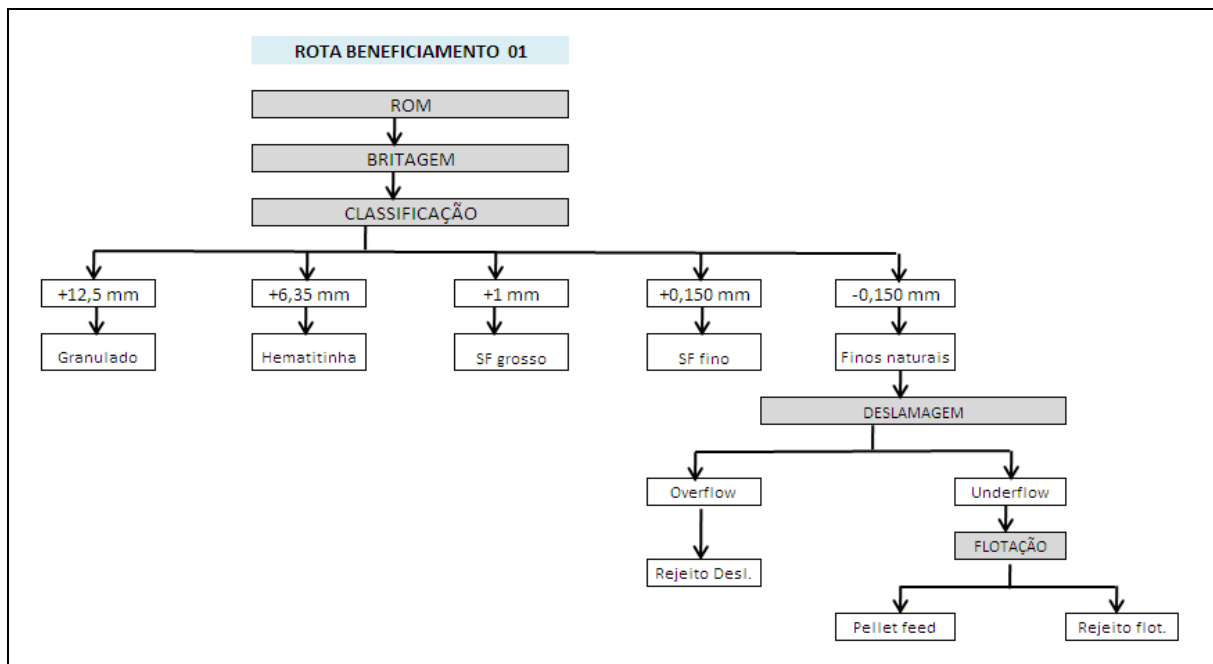 ROTA BENEFICIAMENTO 01
ROM
BRITAGEM
CLASSIFICAÇÃO
+12,5 mm
+6,35 mm
+1 mm
+0,150 mm
-0,150 mm
Granulado
Hematitinha
SF grosso
SF fino
Finos naturais
DESLAMAGEM
Overflow
Underflow
FLOTAÇÃO
Rejeito Desl.
Pellet feed
Rejeito flot.